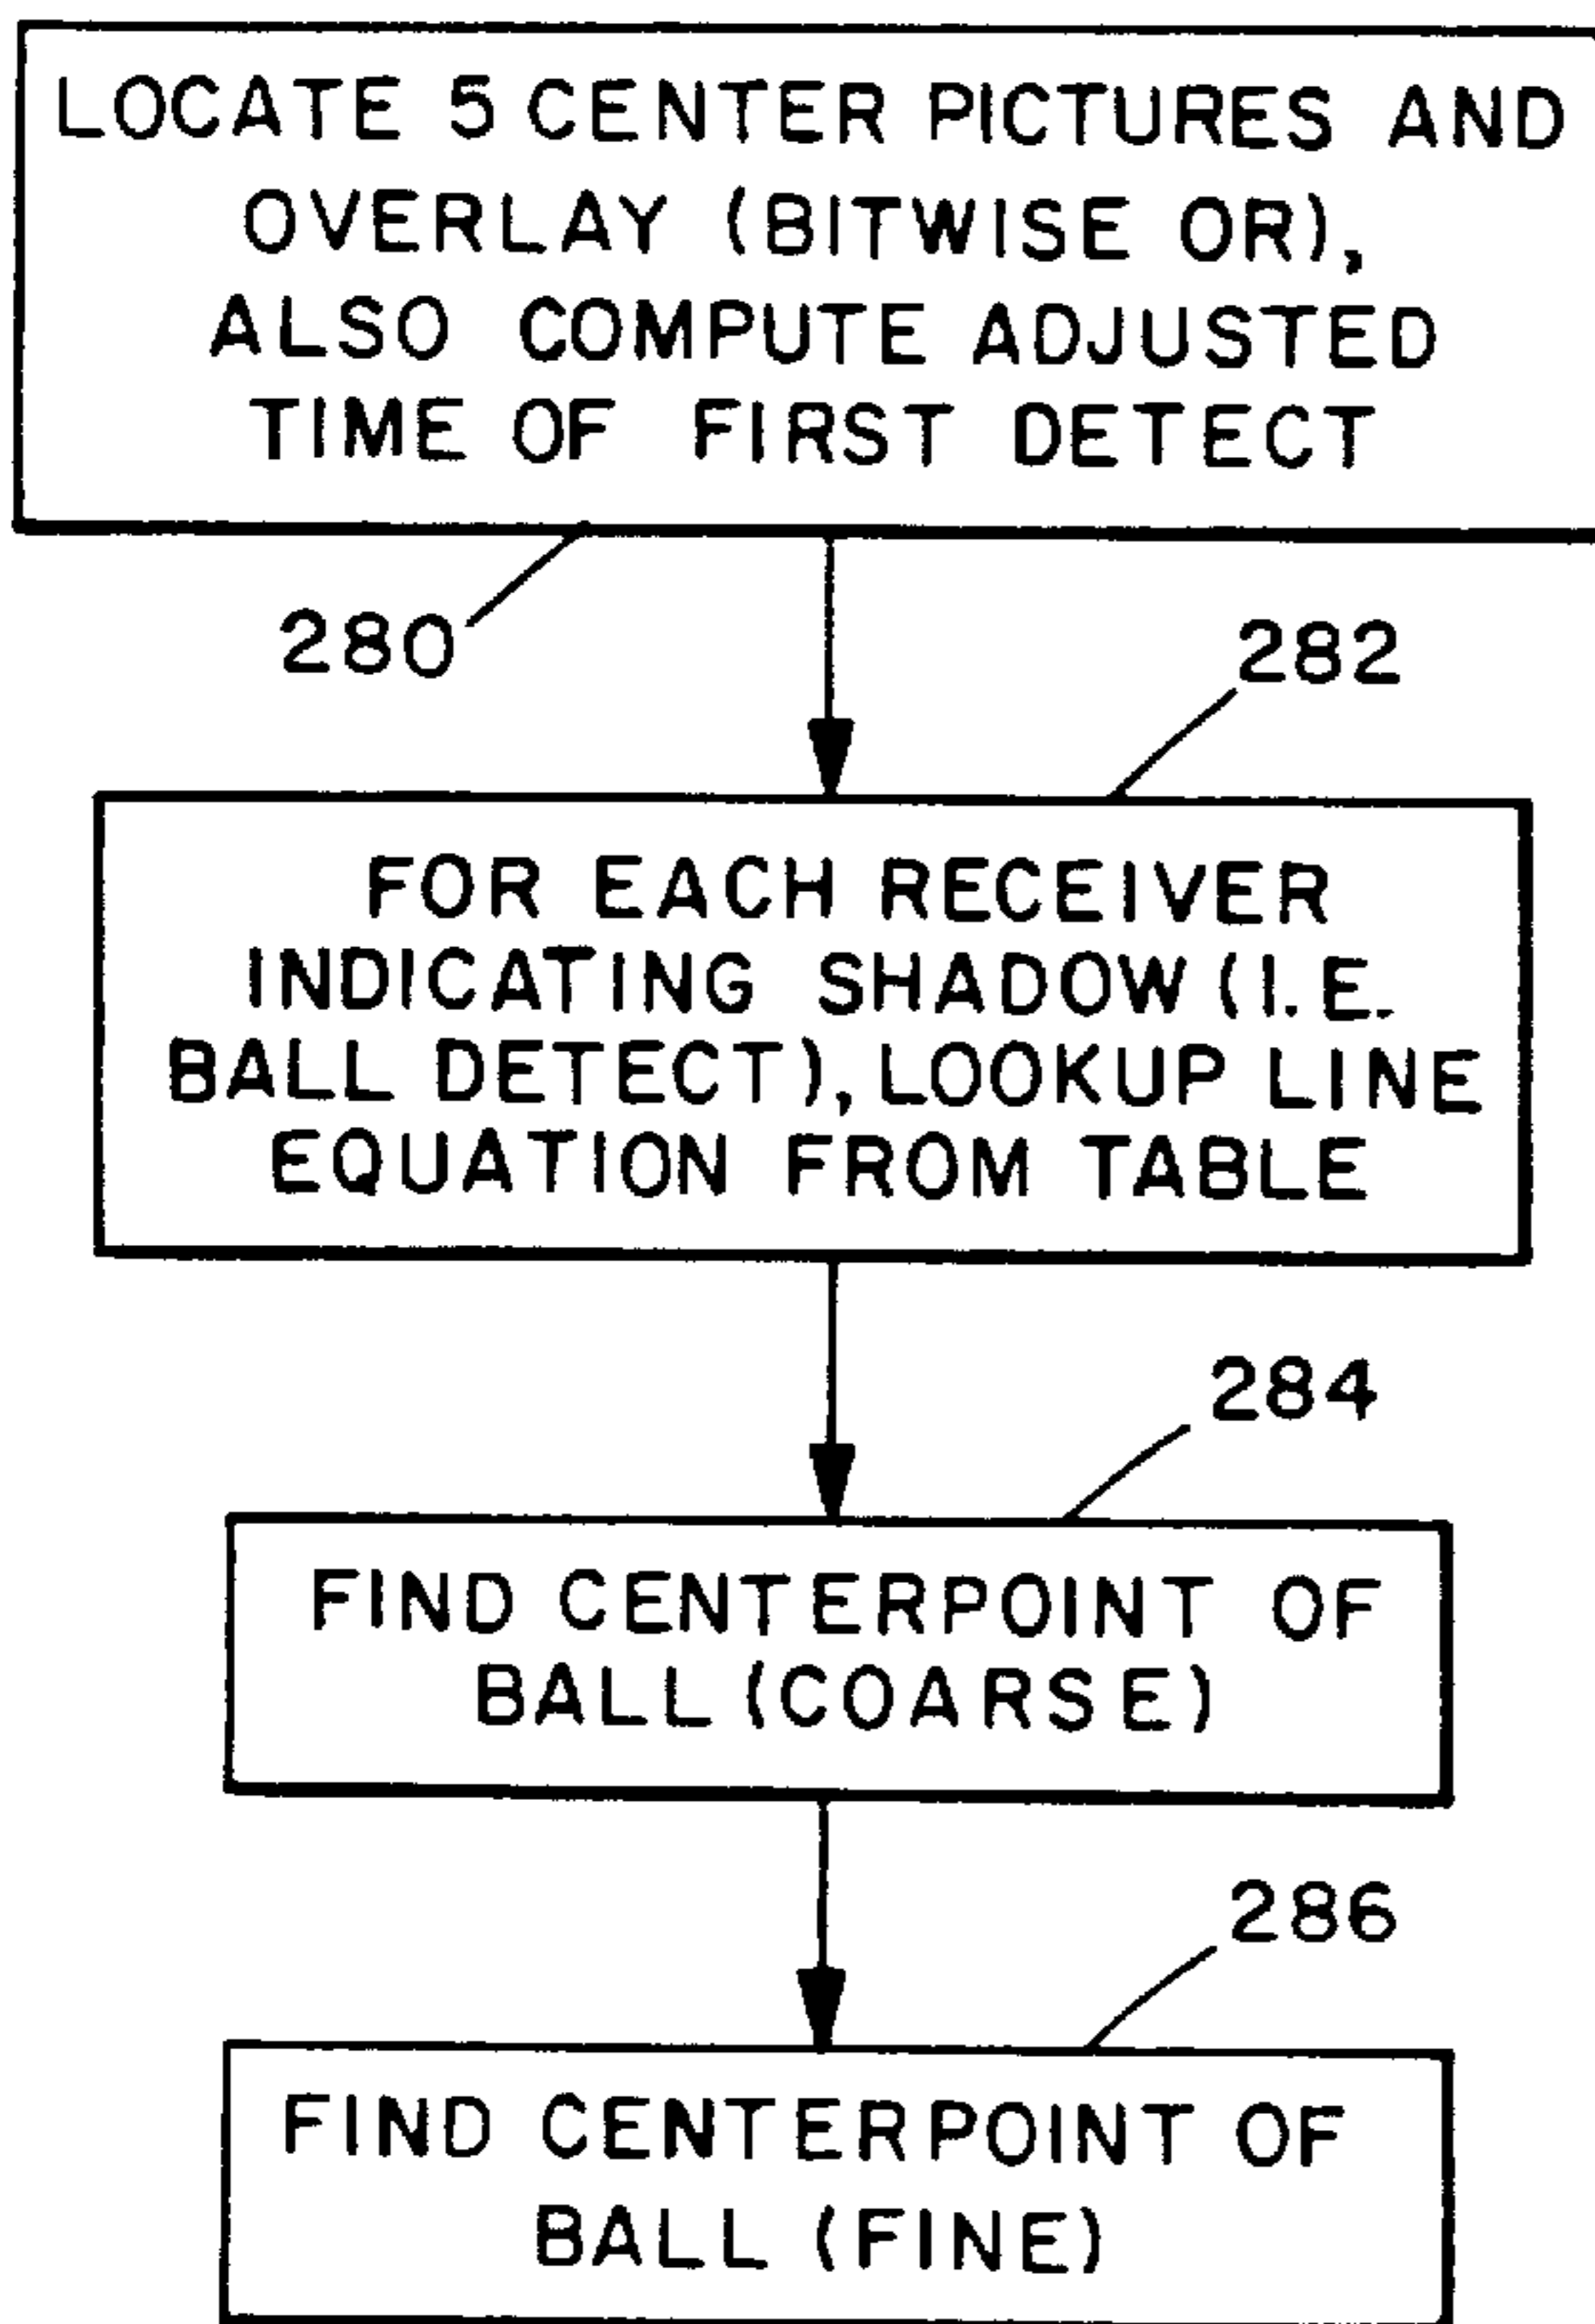 LOCATE 5 CENTER PICTURES AND
OVERLAY (BITWISE OR),
ALSO COMPUTE ADJUSTED
TIME OF FIRST DETECT
280
282
FOR EACH RECEIVER
INDICATING SHADOW (I.E.
BALL DETECT), LOOKUP LINE
EQUATION FROM TABLE
284
FIND CENTERPOINT OF
BALL (COARSE)
286
FIND CENTERPOINT OF
BALL (FINE)